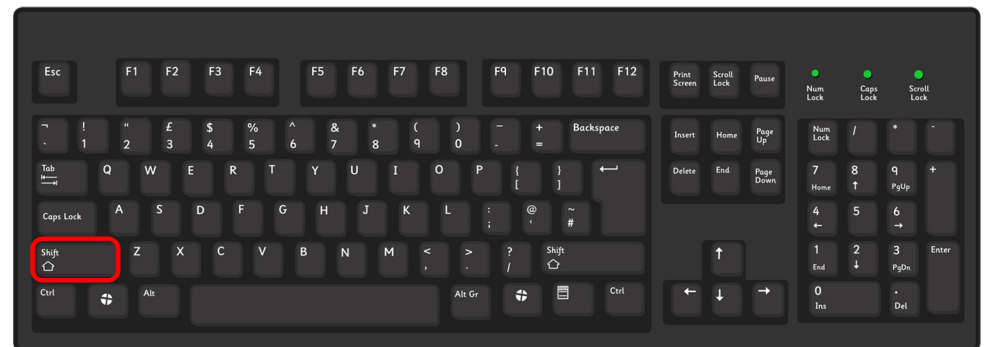 Esc F1 F2 F3 F4 F5 F6 F7 F8 F9 F10 F11 F12 Print Screen Scroll Lock Pause Num Lock Caps Lock Scroll Lock
¬ ! " £ $ % ^ & * ( ) — + Backspace Insert Home Page Up Num Lock / * -
` 1 2 3 4 5 6 7 8 9 0 - =
Tab Q W E R T Y U I O P { } Delete End Page Down 7 8 9 +
[ ] Home ↑ PgUp
Caps Lock A S D F G H J K L : @ ~ 4 5 6
; ' # ← →
Shift Z X C V B N M < > ? Shift ↑ 1 2 3 Enter
, . / End ↓ PgDn
Ctrl Alt Alt Gr Ctrl ← ↓ → 0 .
Ins Del